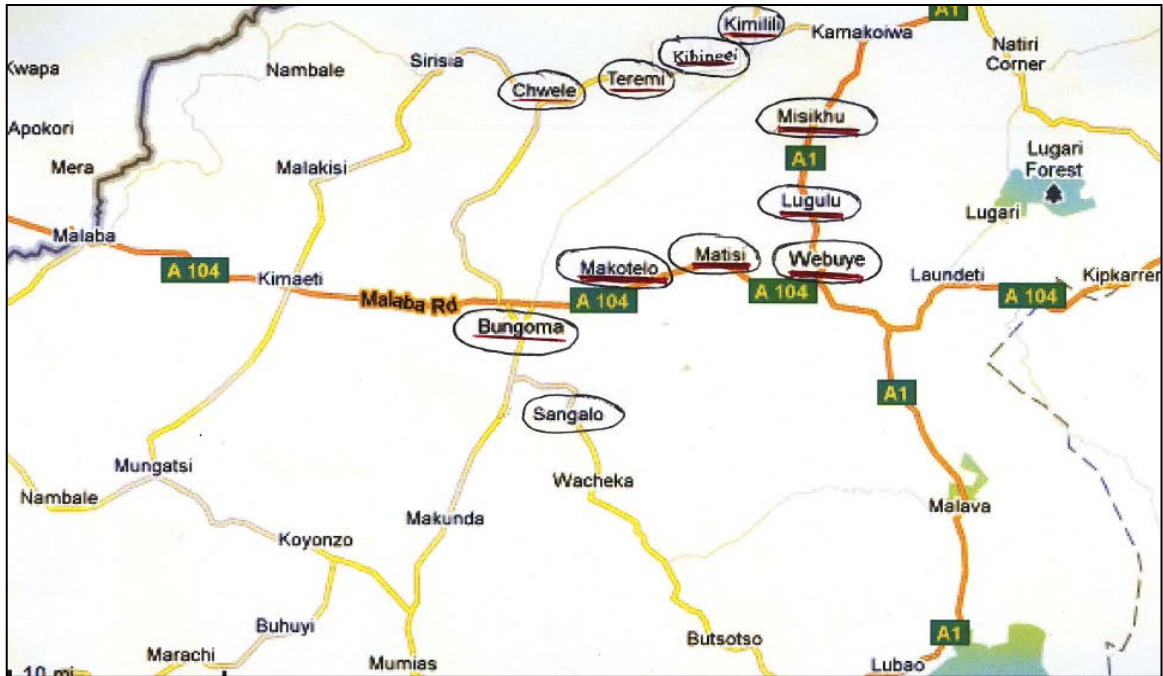 A1
Kimilili
Kamakoiwa
Natiri
Corner
Kwapa
Nambale
Sirisia
Kibingei
Chwele
Teremi
Misikhu
Apokori
A1
Lugari
Forest
Mera
Malakisi
Lugulu
Lugari
Malaba
Matisi
Webuye
Makotelo
A 104
Kimaeti
Laundeti
Kipkarren
Malaba Rd
A 104
A 104
A 104
Bungoma
A1
Sangalo
Mungatsi
Wacheka
Nambale
Makunda
Malava
Koyonzo
Buhuyi
A1
Butsotso
Marachi
Mumias
Lubao
10 mi